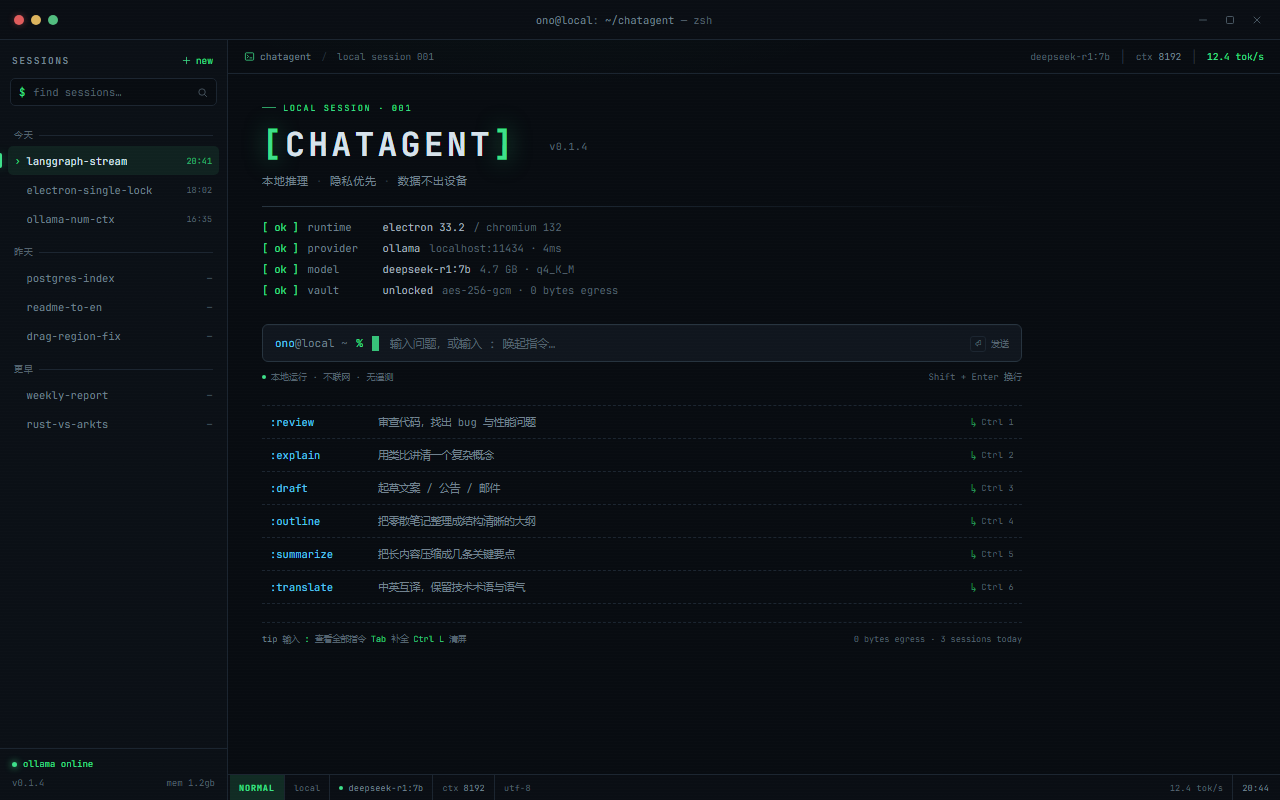 ono@local: ~/chatagent — zsh
SESSIONS + new
$ find sessions…
今天
› langgraph-stream 20:41
electron-single-lock 18:02
ollama-num-ctx 16:35
昨天
postgres-index —
readme-to-en —
drag-region-fix —
更早
weekly-report —
rust-vs-arkts —
ollama online
v0.1.4 mem 1.2gb
chatagent / local session 001 deepseek-r1:7b ctx 8192 12.4 tok/s
LOCAL SESSION · 001
[CHATAGENT] v0.1.4
本地推理 · 隐私优先 · 数据不出设备
[ ok ] runtime electron 33.2 / chromium 132
[ ok ] provider ollama localhost:11434 · 4ms
[ ok ] model deepseek-r1:7b 4.7 GB · q4_K_M
[ ok ] vault unlocked aes-256-gcm · 0 bytes egress
ono@local ~ % 输入问题，或输入 : 唤起指令… ⏎ 发送
本地运行 · 不联网 · 无遥测 Shift + Enter 换行
:review 审查代码，找出 bug 与性能问题 ↳ Ctrl 1
:explain 用类比讲清一个复杂概念 ↳ Ctrl 2
:draft 起草文案 / 公告 / 邮件 ↳ Ctrl 3
:outline 把零散笔记整理成结构清晰的大纲 ↳ Ctrl 4
:summarize 把长内容压缩成几条关键要点 ↳ Ctrl 5
:translate 中英互译，保留技术术语与语气 ↳ Ctrl 6
tip 输入 : 查看全部指令 Tab 补全 Ctrl L 清屏 0 bytes egress · 3 sessions today
NORMAL local deepseek-r1:7b ctx 8192 utf-8 12.4 tok/s 20:44